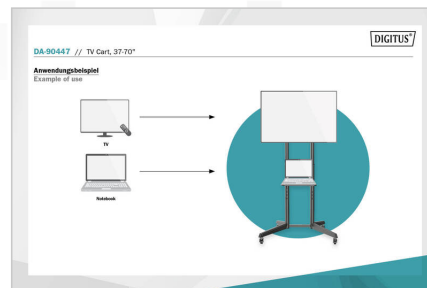 DIGITUS®
DA-90447 // TV Cart, 37-70"
Anwendungsbeispiel
Example of use
TV
Notebook